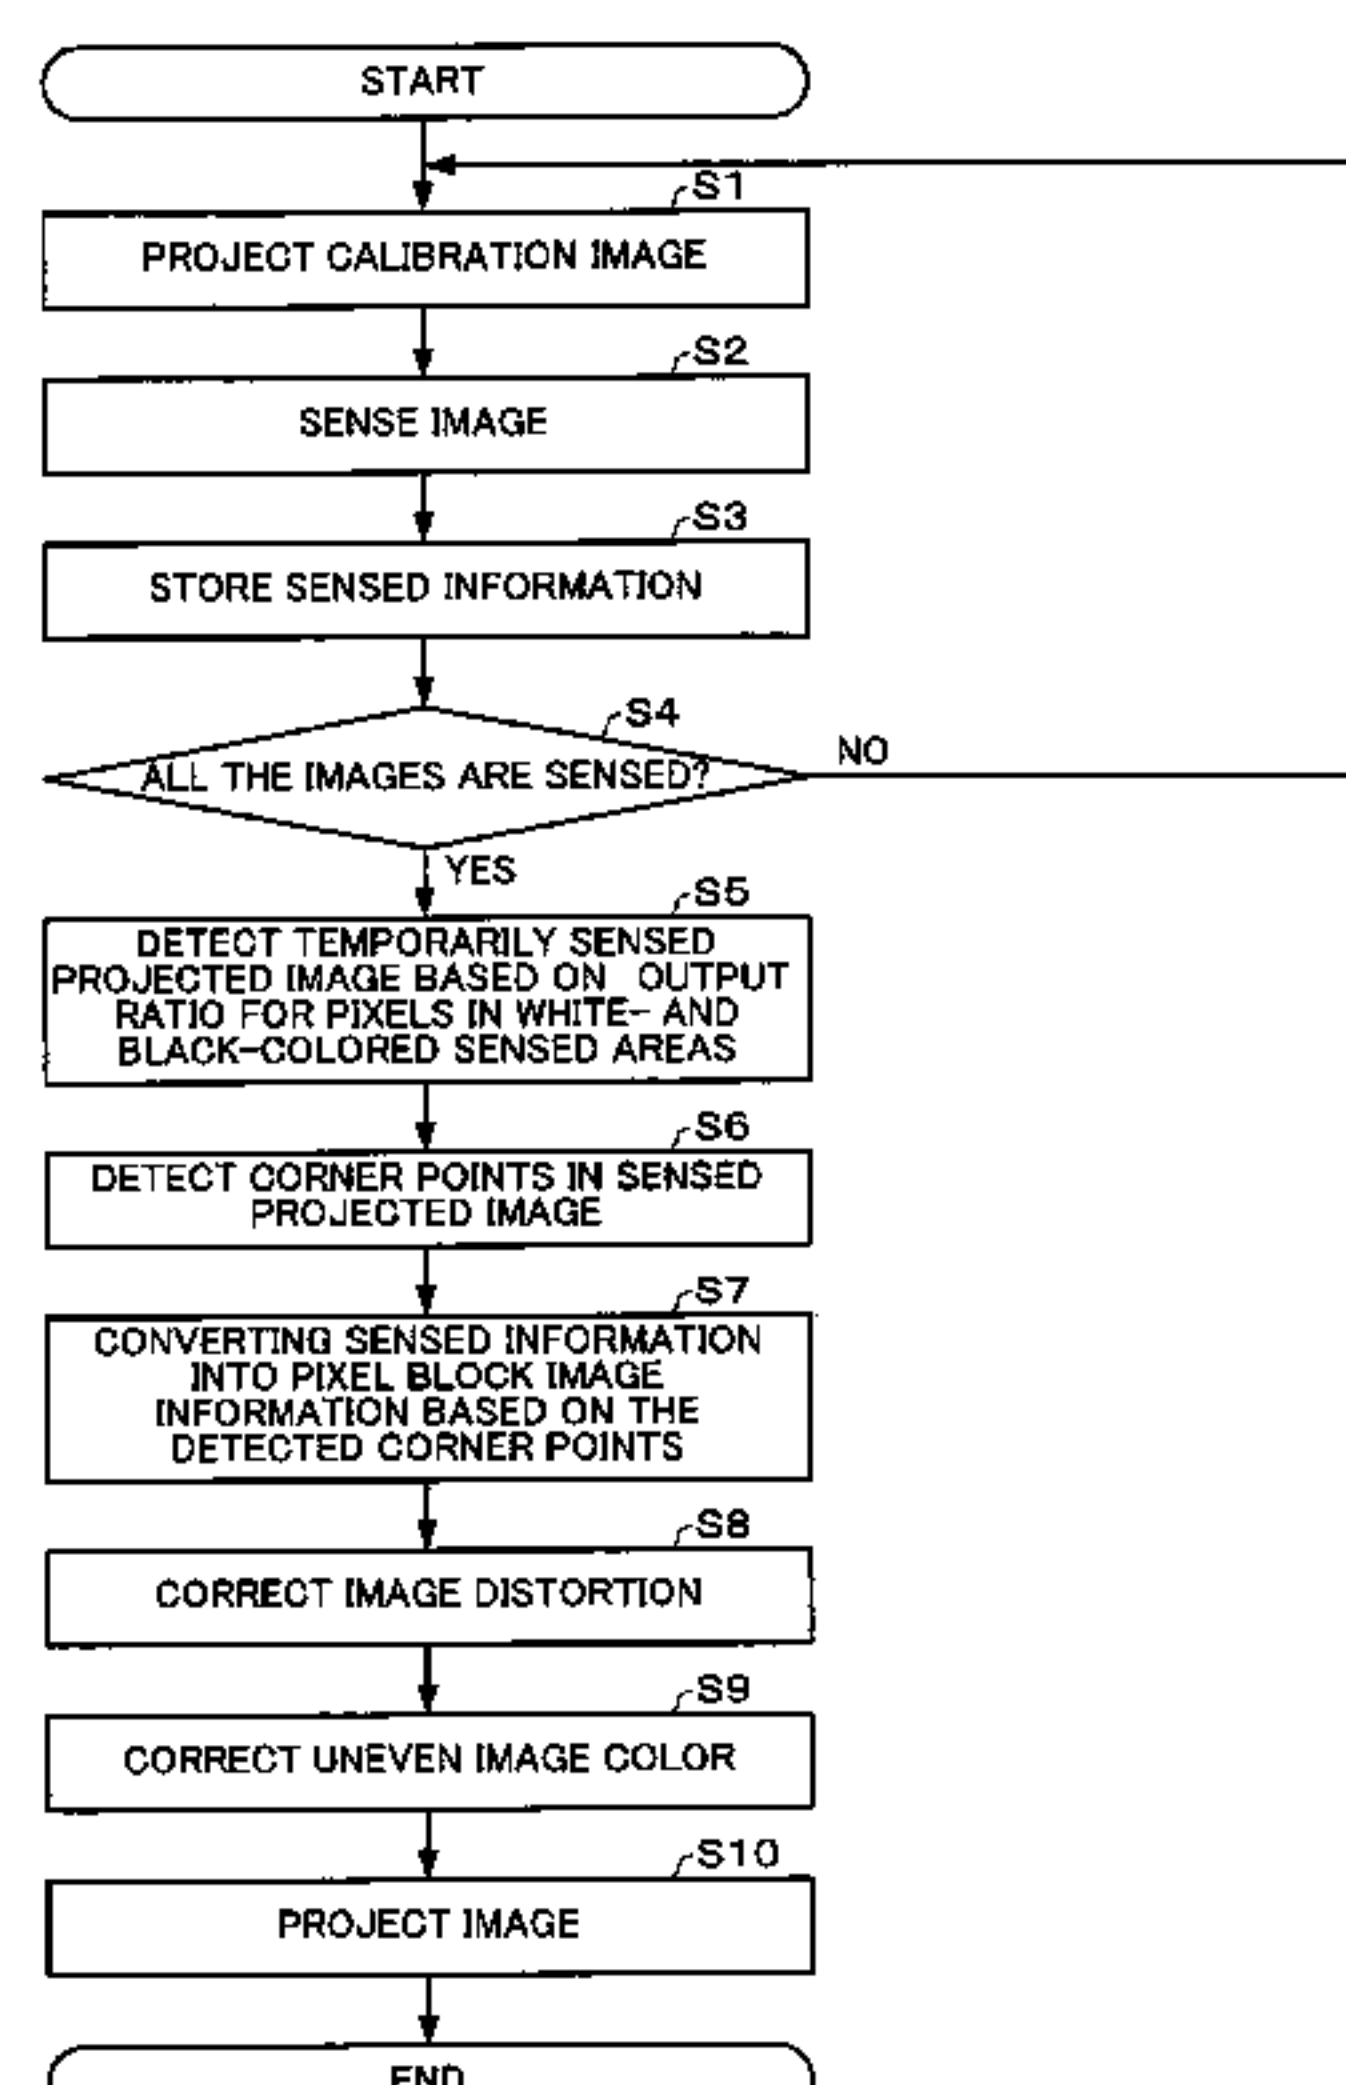 START
S1
PROJECT CALIBRATION IMAGE
S2
SENSE IMAGE
S3
STORE SENSED INFORMATION
S4
ALL THE IMAGES ARE SENSED?
NO
YES
S5
DETECT TEMPORARILY SENSED
PROJECTED IMAGE BASED ON OUTPUT
RATIO FOR PIXELS IN WHITE- AND
BLACK-COLORED SENSED AREAS
S6
DETECT CORNER POINTS IN SENSED
PROJECTED IMAGE
S7
CONVERTING SENSED INFORMATION
INTO PIXEL BLOCK IMAGE
INFORMATION BASED ON THE
DETECTED CORNER POINTS
S8
CORRECT IMAGE DISTORTION
S9
CORRECT UNEVEN IMAGE COLOR
S10
PROJECT IMAGE
END